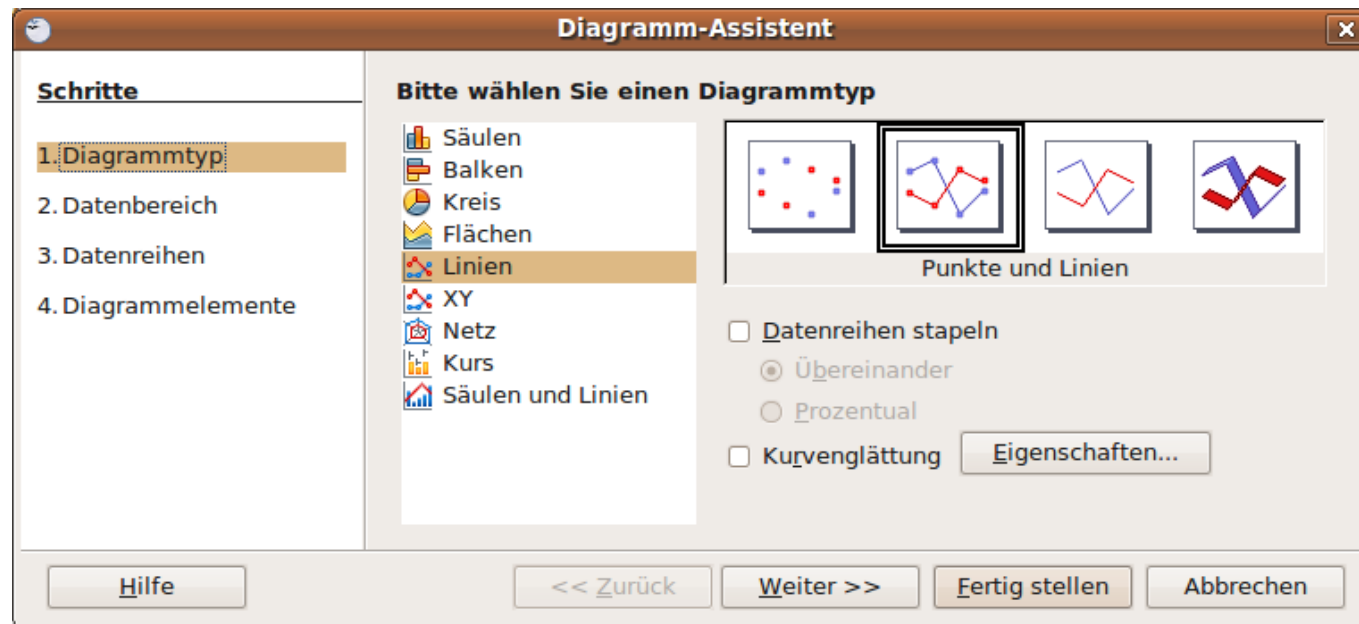 Diagramm-Assistent
Schritte
1. Diagrammtyp
2. Datenbereich
3. Datenreihen
4. Diagrammelemente
Bitte wählen Sie einen Diagrammtyp
Säulen
Balken
Kreis
Flächen
Linien
XY
Netz
Kurs
Säulen und Linien
Punkte und Linien
Datenreihen stapeln
Übereinander
Prozentual
Kurvenglättung
Eigenschaften...
Hilfe
<< Zurück
Weiter >>
Fertig stellen
Abbrechen